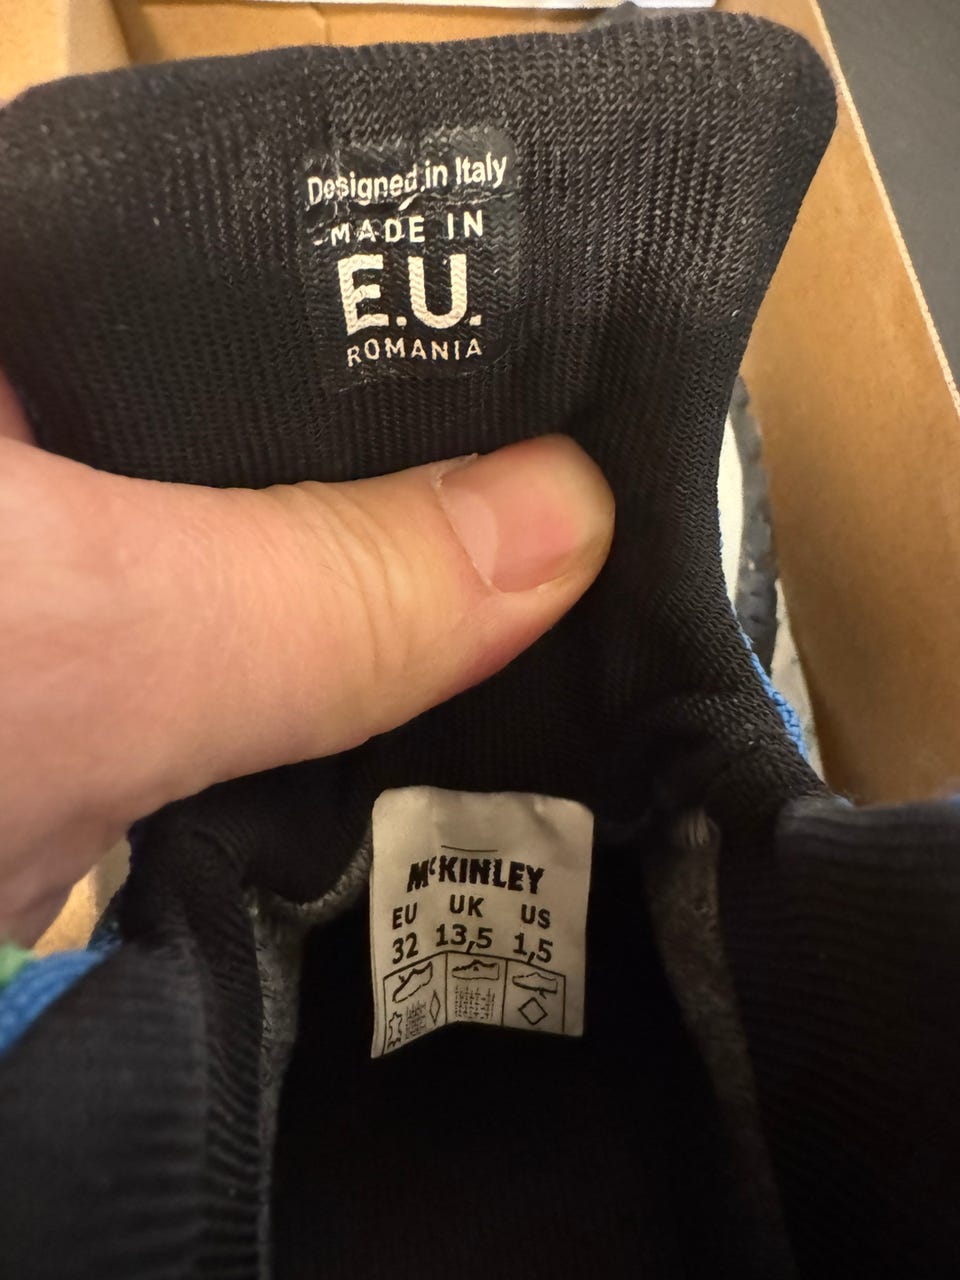 Designed in Italy
MADE IN
E.U.
ROMANIA
McKINLEY
EU UK US
32 13,5 1,5